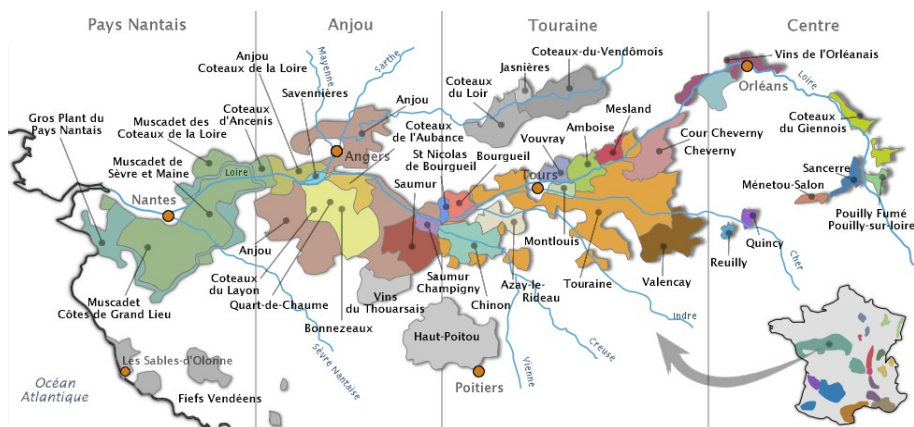 Pays Nantais
Anjou
Touraine
Centre
Gros Plant du
Pays Nantais
Muscadet des
Coteaux de la Loire
Muscadet de
Sèvre et Maine
Coteaux
d'Ancenis
Anjou
Coteaux de la Loire
Savennières
Mayenne
Sarthe
Anjou
Angers
Coteaux
de l'Aubance
St Nicolas
de Bourgueil
Bourgueil
Saumur
Coteaux
du Loir
Jasnières
Coteaux-du-Vendômois
Vouvray
Amboise
Mesland
Tours
Cour Cheverny
Cheverny
Vins de l'Orléanais
Orléans
Loire
Coteaux
du Giennois
Sancerre
Ménetou-Salon
Pouilly Fumé
Pouilly-sur-loire
Loire
Nantes
Muscadet
Côtes de Grand Lieu
Anjou
Coteaux
du Layon
Quart-de-Chaume
Bonnezeaux
Vins
du Thouarsais
Saumur
Champigny
Chinon
Azay-le-
Rideau
Montlouis
Touraine
Valencay
Reuilly
Quincy
Cher
Indre
Creuse
Vienne
Haut-Poitou
Poitiers
Sèvre Nantaise
Les Sables-d'Olonne
Fiefs Vendéens
Océan
Atlantique